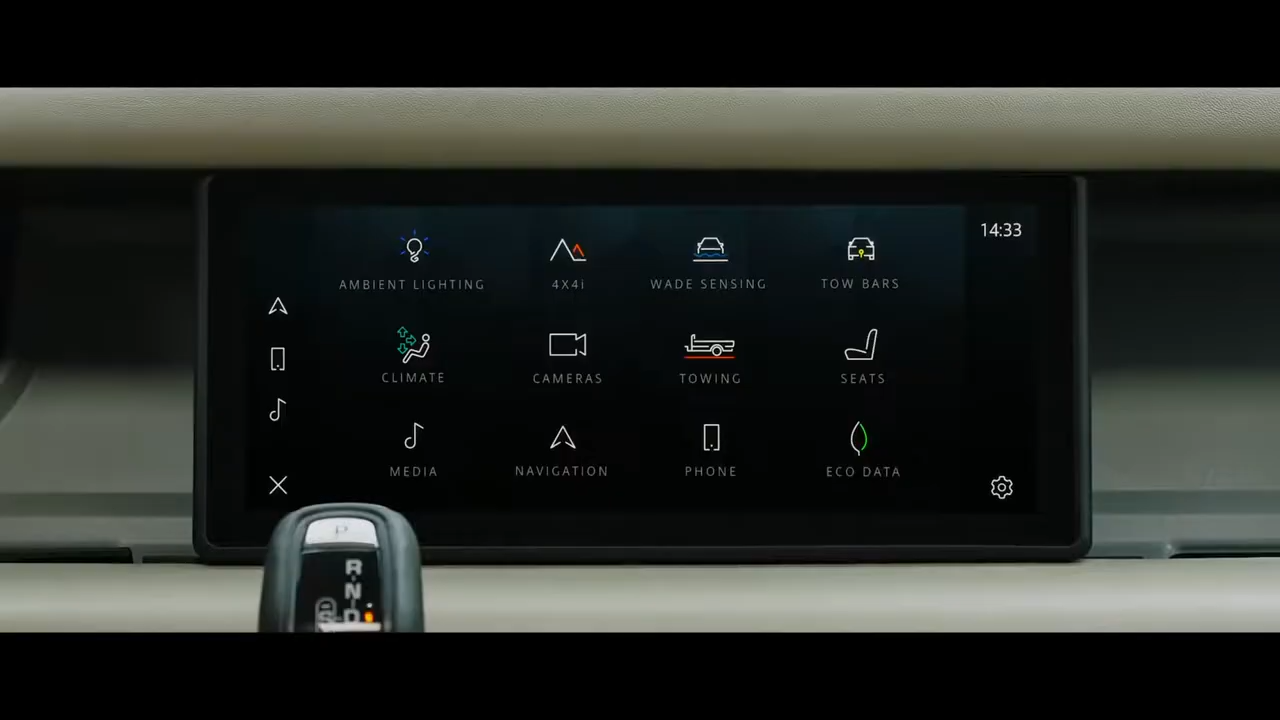 14:33
AMBIENT LIGHTING
4X4i
WADE SENSING
TOW BARS
CLIMATE
CAMERAS
TOWING
SEATS
MEDIA
NAVIGATION
PHONE
ECO DATA
P
R
N
S D